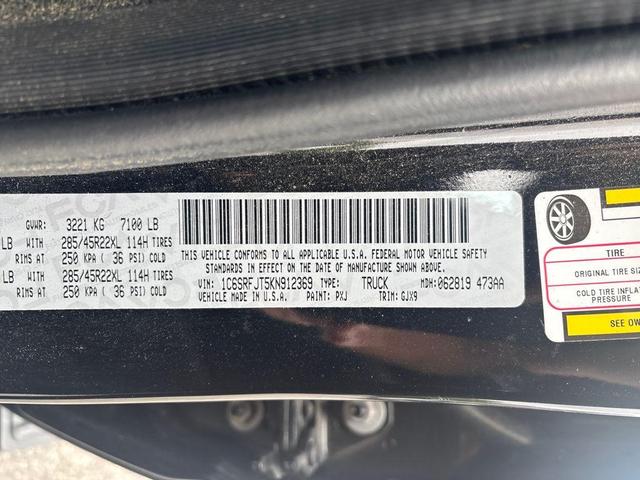 GVWR: 3221 KG 7100 LB
LB WITH 285/45R22XL 114H TIRES
RIMS AT 250 KPA ( 36 PSI) COLD
LB WITH 285/45R22XL 114H TIRES
RIMS AT 250 KPA ( 36 PSI) COLD
THIS VEHICLE CONFORMS TO ALL APPLICABLE U.S.A. FEDERAL MOTOR VEHICLE SAFETY
STANDARDS IN EFFECT ON THE DATE OF MANUFACTURE SHOWN ABOVE.
VIN: 1C6SRFJT5KN912369 TYPE: TRUCK MDH: 062819 473AA
VEHICLE MADE IN U.S.A. PAINT: PXJ TRIM: GJX9
TIRE
ORIGINAL TIRE SIZ
COLD TIRE INFLAT
PRESSURE
SEE OW